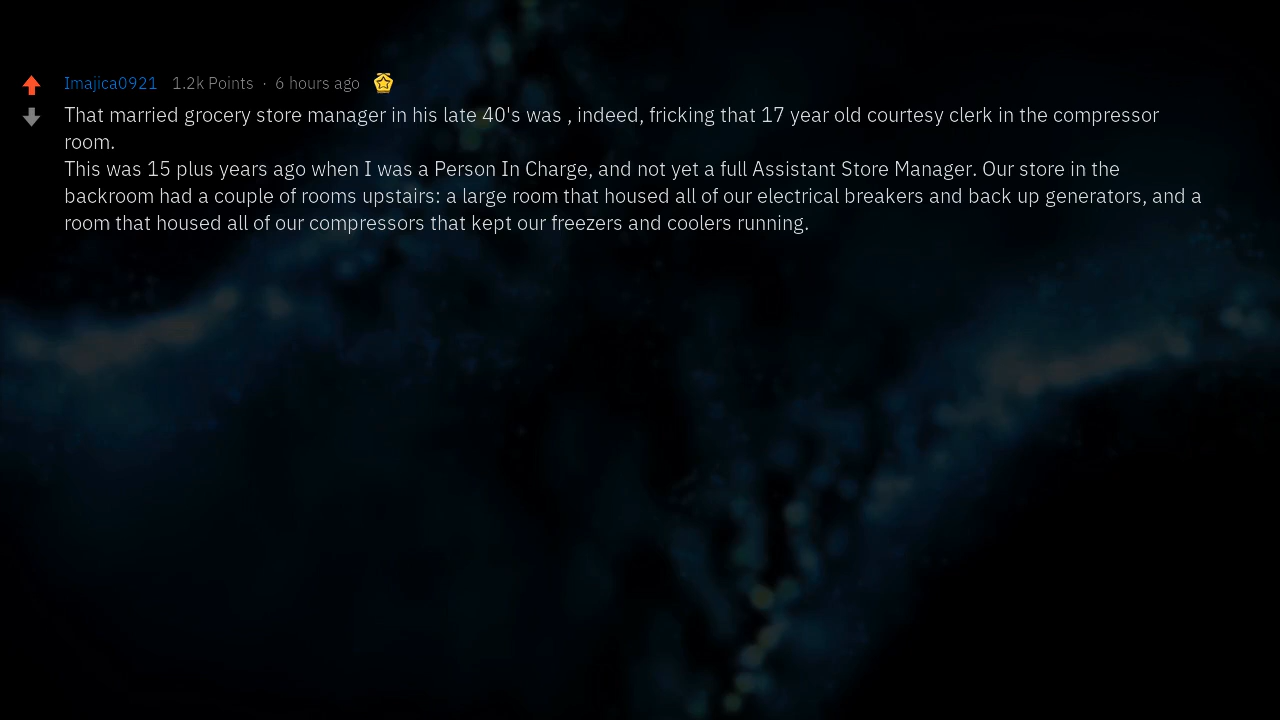 Imajica0921 1.2k Points · 6 hours ago
That married grocery store manager in his late 40's was , indeed, fricking that 17 year old courtesy clerk in the compressor
room.
This was 15 plus years ago when I was a Person In Charge, and not yet a full Assistant Store Manager. Our store in the
backroom had a couple of rooms upstairs: a large room that housed all of our electrical breakers and back up generators, and a
room that housed all of our compressors that kept our freezers and coolers running.